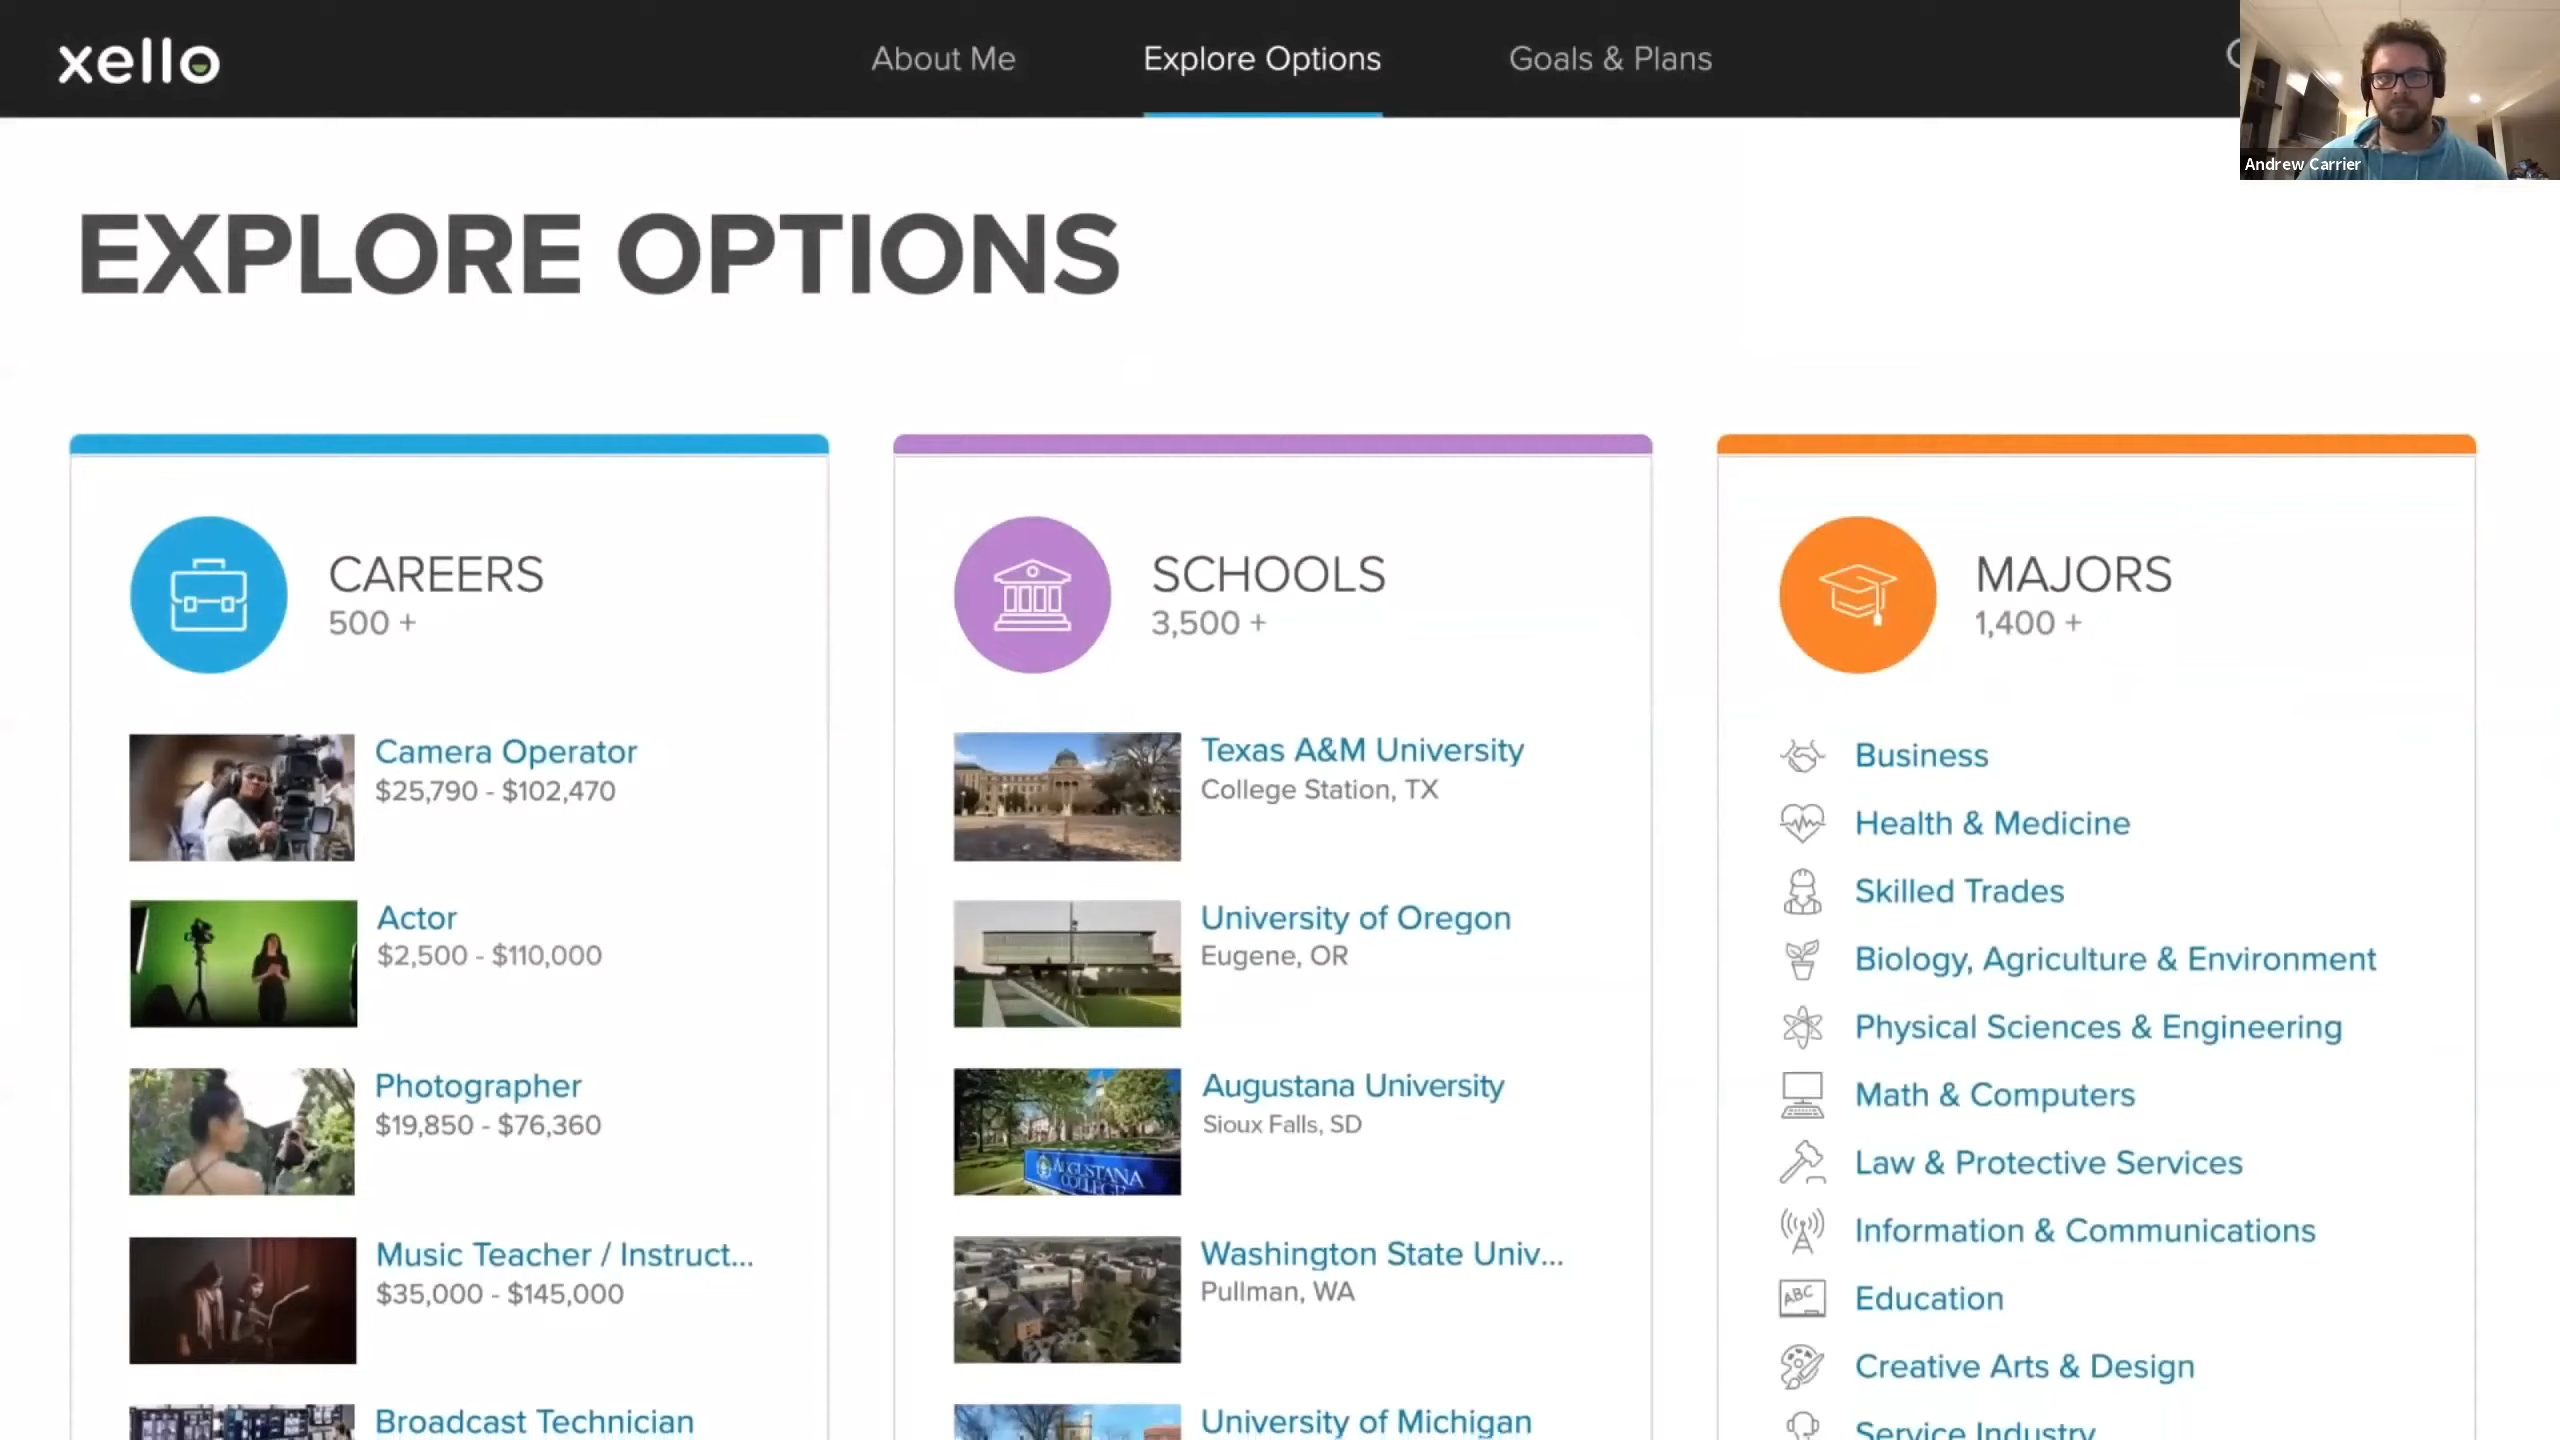 xello
About Me
Explore Options
Goals & Plans
Andrew Carrier
EXPLORE OPTIONS
CAREERS
500 +
Camera Operator
$25,790 - $102,470
Actor
$2,500 - $110,000
Photographer
$19,850 - $76,360
Music Teacher / Instruct...
$35,000 - $145,000
Broadcast Technician
SCHOOLS
3,500 +
Texas A&M University
College Station, TX
University of Oregon
Eugene, OR
Augustana University
Sioux Falls, SD
AUGUSTANA
COLLEGE
Washington State Univ...
Pullman, WA
University of Michigan
MAJORS
1,400 +
Business
Health & Medicine
Skilled Trades
Biology, Agriculture & Environment
Physical Sciences & Engineering
Math & Computers
Law & Protective Services
Information & Communications
ABC
Education
Creative Arts & Design
Service Industry